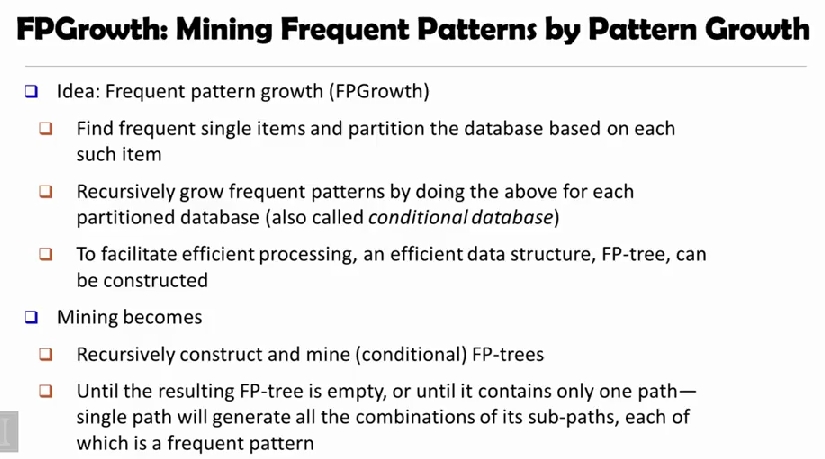 FPGrowth: Mining Frequent Patterns by Pattern Growth
Idea: Frequent pattern growth (FPGrowth)
Find frequent single items and partition the database based on each
such item
Recursively grow frequent patterns by doing the above for each
partitioned database (also called conditional database)
To facilitate efficient processing, an efficient data structure, FP-tree, can
be constructed
Mining becomes
Recursively construct and mine (conditional) FP-trees
Until the resulting FP-tree is empty, or until it contains only one path—
single path will generate all the combinations of its sub-paths, each of
which is a frequent pattern